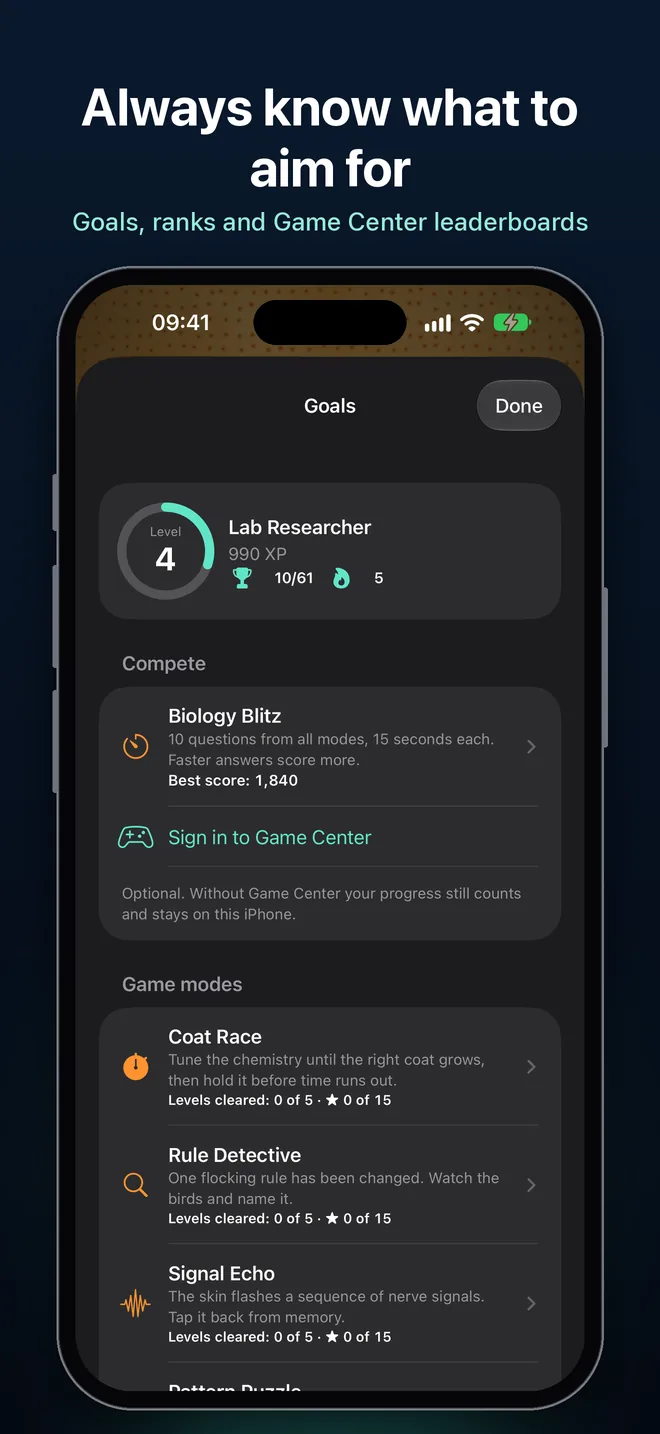 Always know what to
aim for
Goals, ranks and Game Center leaderboards
09:41
Goals
Done
Level
4
Lab Researcher
990 XP
10/61
5
Compete
Biology Blitz
10 questions from all modes, 15 seconds each.
Faster answers score more.
Best score: 1,840
Sign in to Game Center
Optional. Without Game Center your progress still counts
and stays on this iPhone.
Game modes
Coat Race
Tune the chemistry until the right coat grows,
then hold it before time runs out.
Levels cleared: 0 of 5 · ★ 0 of 15
Rule Detective
One flocking rule has been changed. Watch the
birds and name it.
Levels cleared: 0 of 5 · ★ 0 of 15
Signal Echo
The skin flashes a sequence of nerve signals.
Tap it back from memory.
Levels cleared: 0 of 5 · ★ 0 of 15
Pattern Puzzle